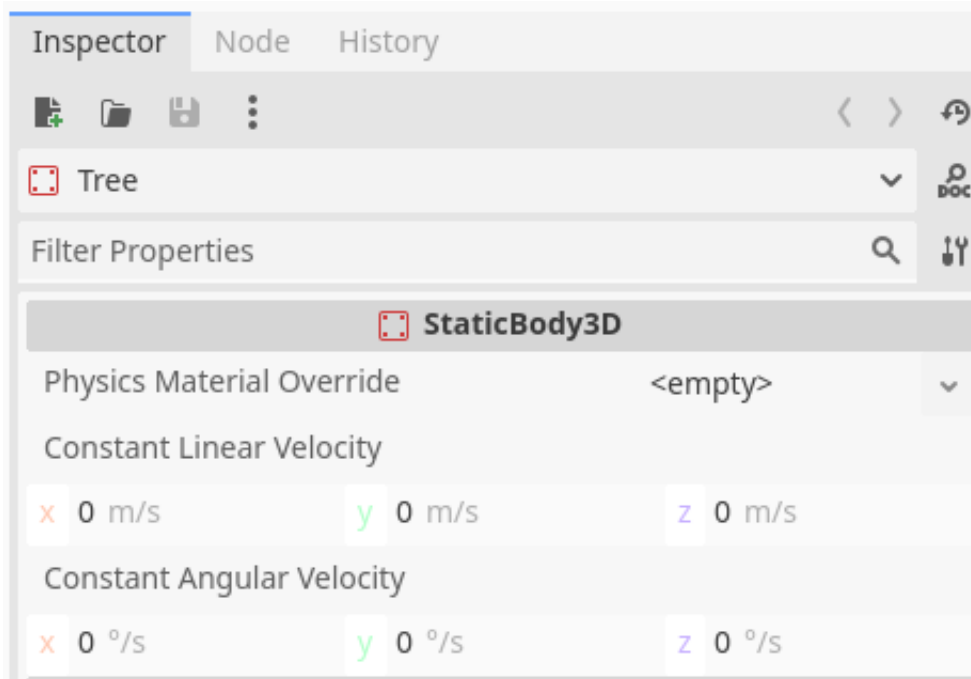 Inspector Node History
Tree
DOC
Filter Properties
StaticBody3D
Physics Material Override <empty>
Constant Linear Velocity
x 0 m/s y 0 m/s z 0 m/s
Constant Angular Velocity
x 0 °/s y 0 °/s z 0 °/s